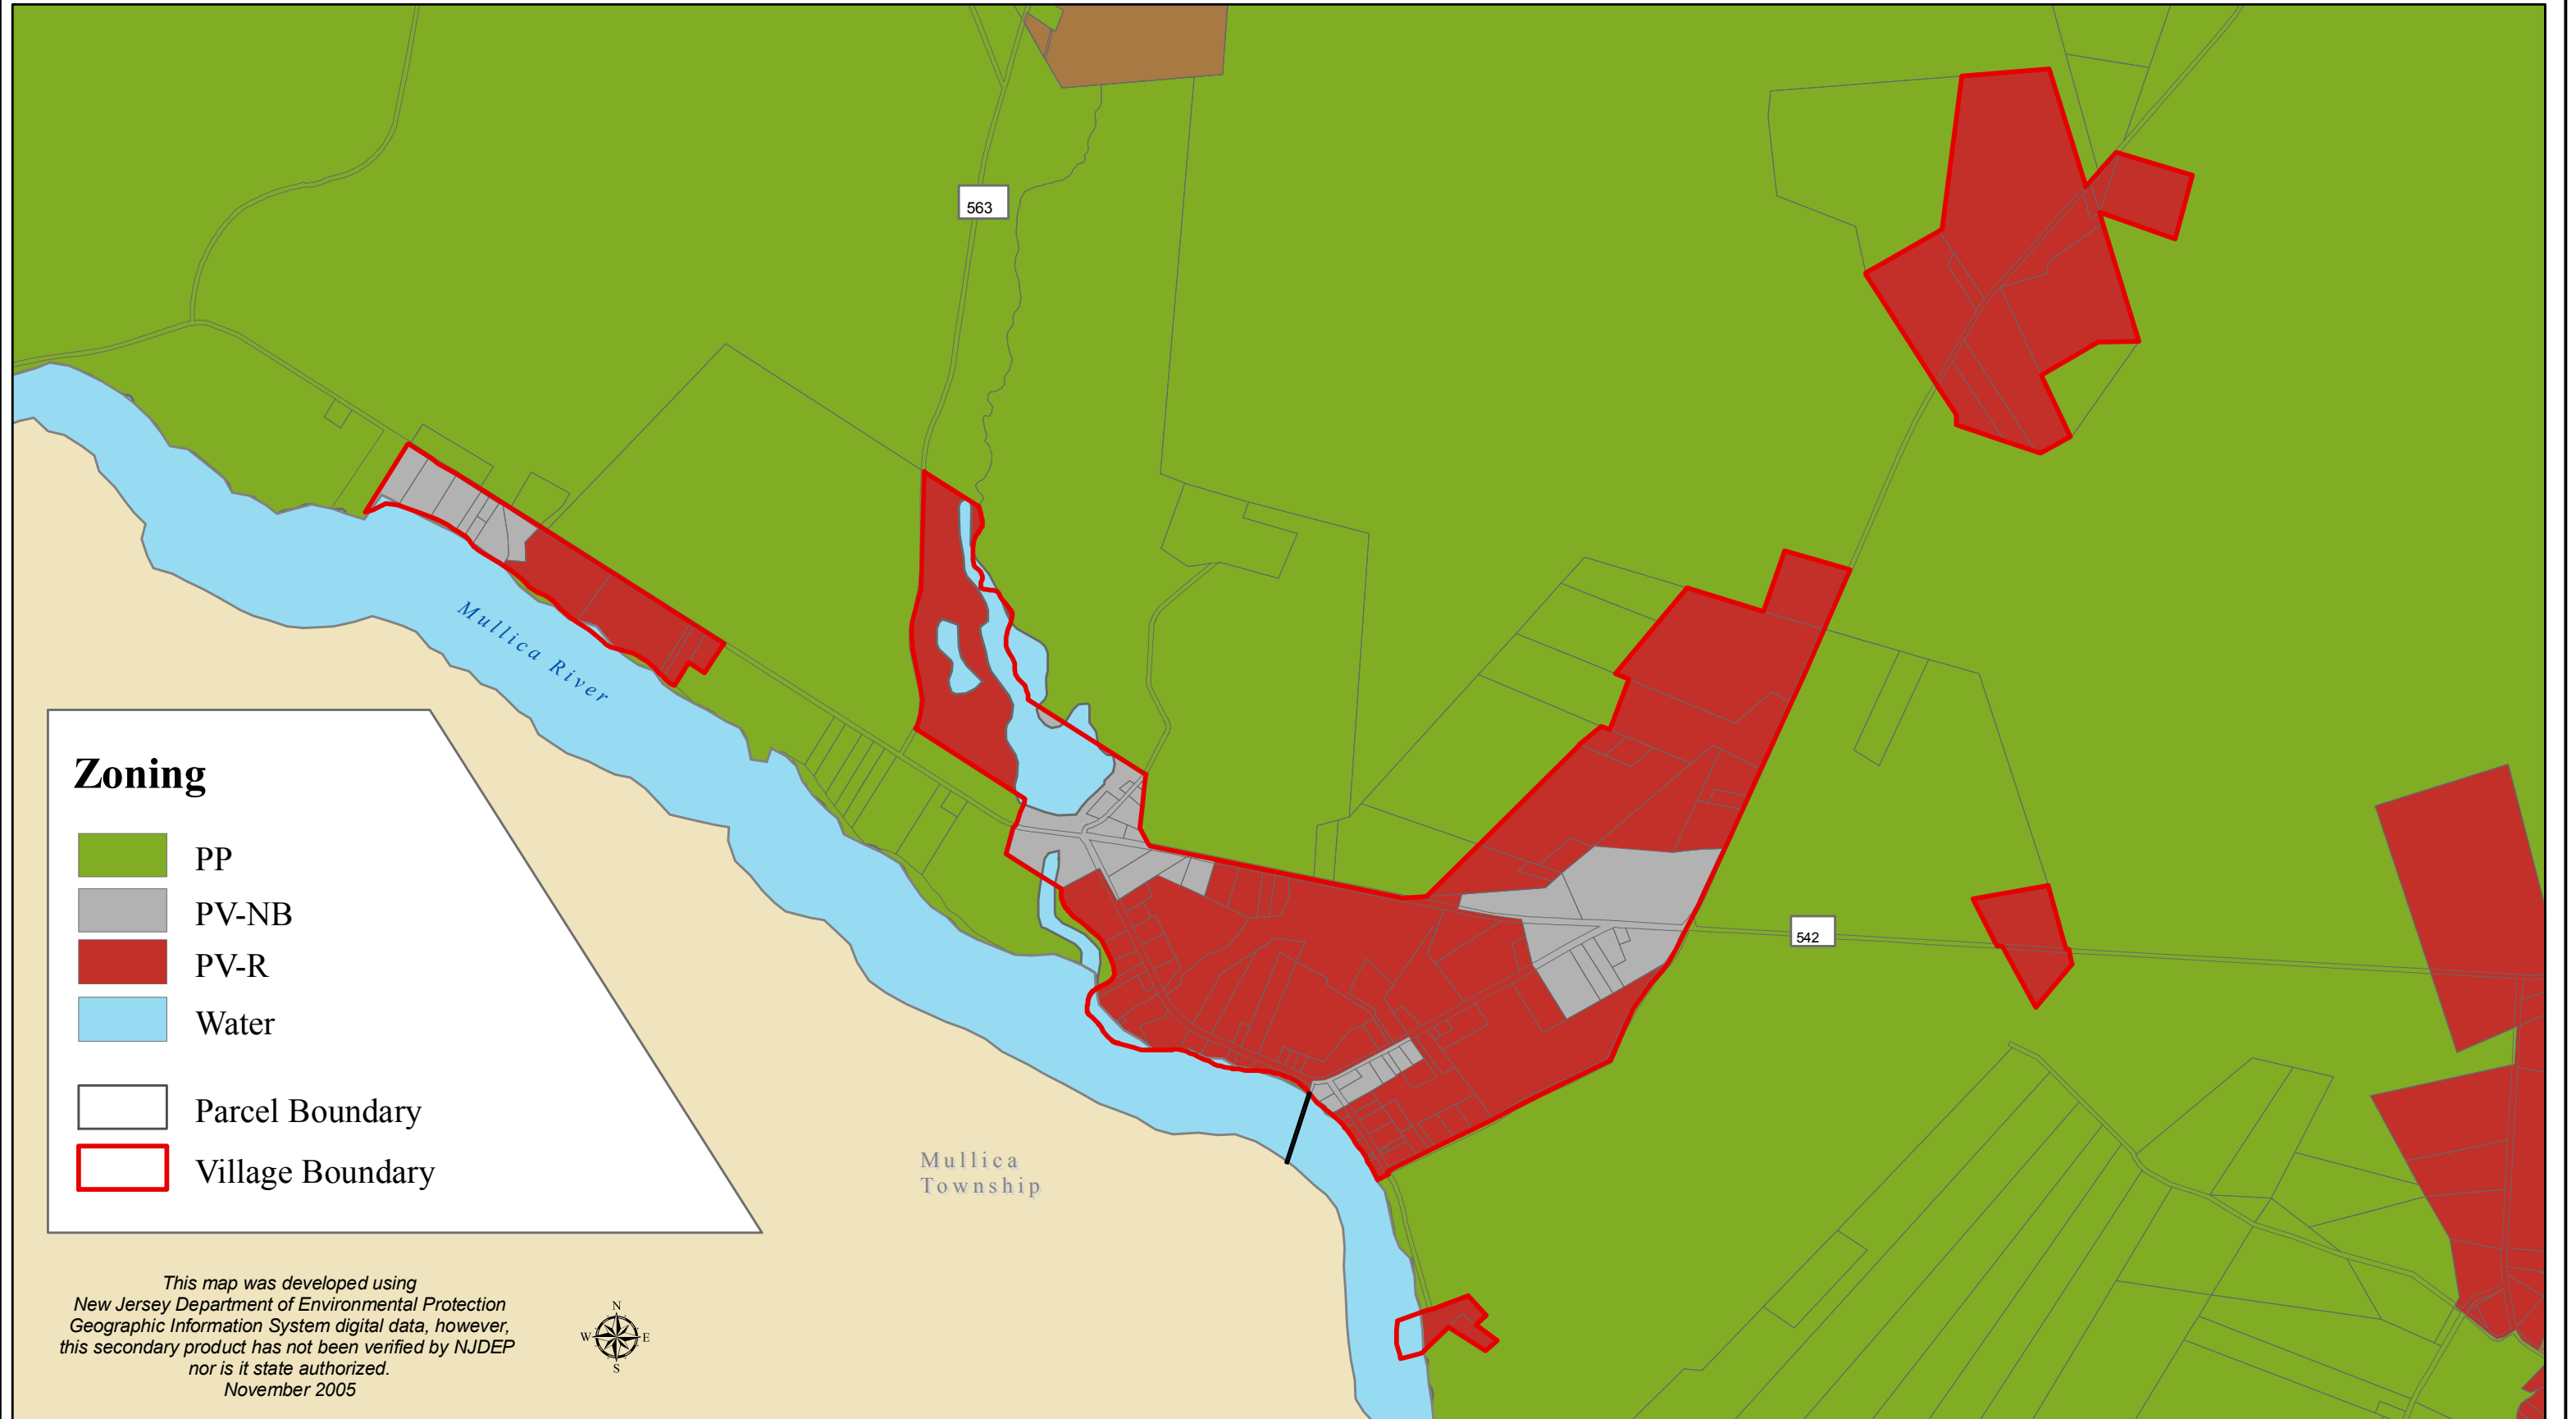 563
Mullica River
Zoning
PP
PV-NB
PV-R
Water
Parcel Boundary
Village Boundary
542
Mullica
Township
This map was developed using
New Jersey Department of Environmental Protection
Geographic Information System digital data, however,
this secondary product has not been verified by NJDEP
nor is it state authorized.
November 2005
N
W E
S